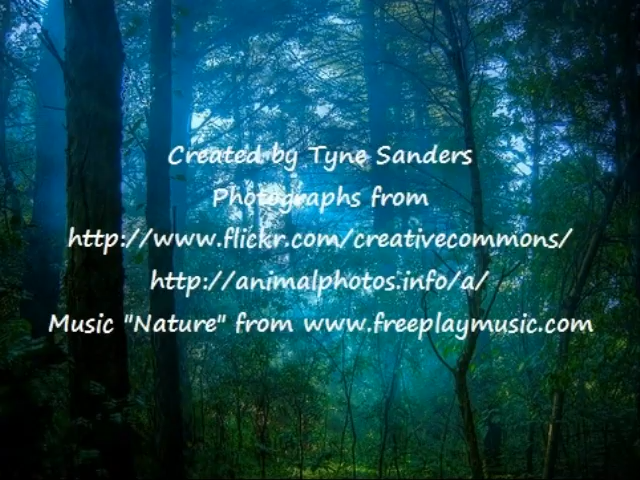 Created by Tyne Sanders
Photographs from
http://www.flickr.com/creativecommons/
http://animalphotos.info/a/
Music "Nature" from www.freeplaymusic.com